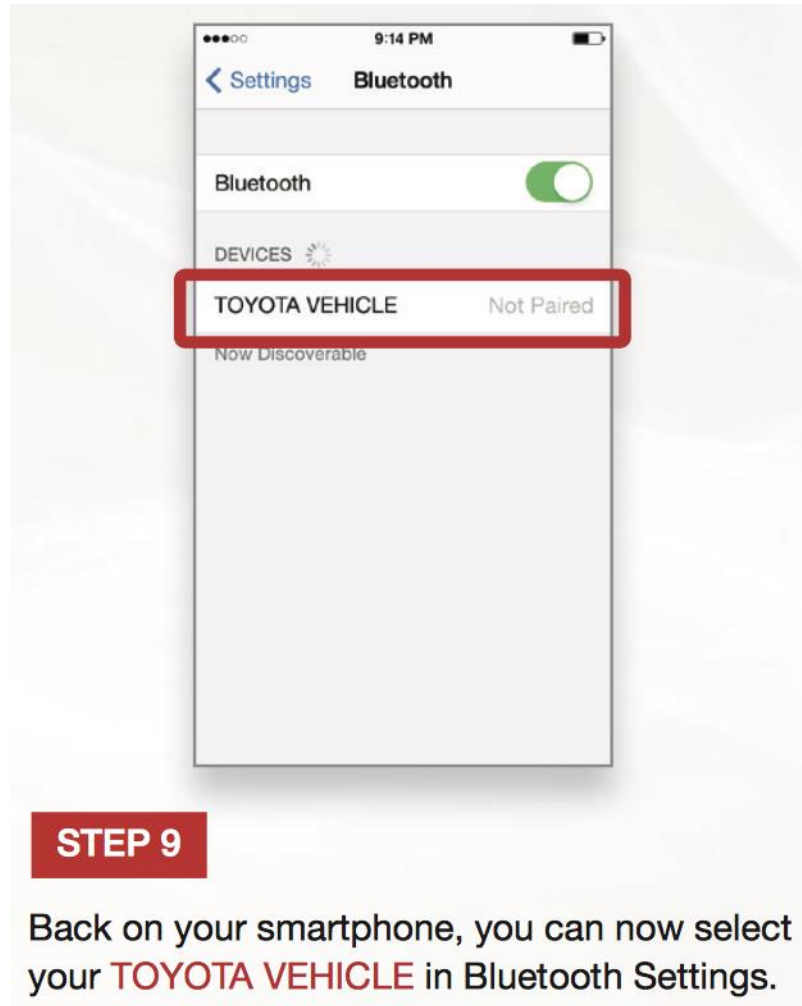 9:14 PM
Settings Bluetooth
Bluetooth
DEVICES
TOYOTA VEHICLE Not Paired
Now Discoverable
STEP 9
Back on your smartphone, you can now select
your TOYOTA VEHICLE in Bluetooth Settings.